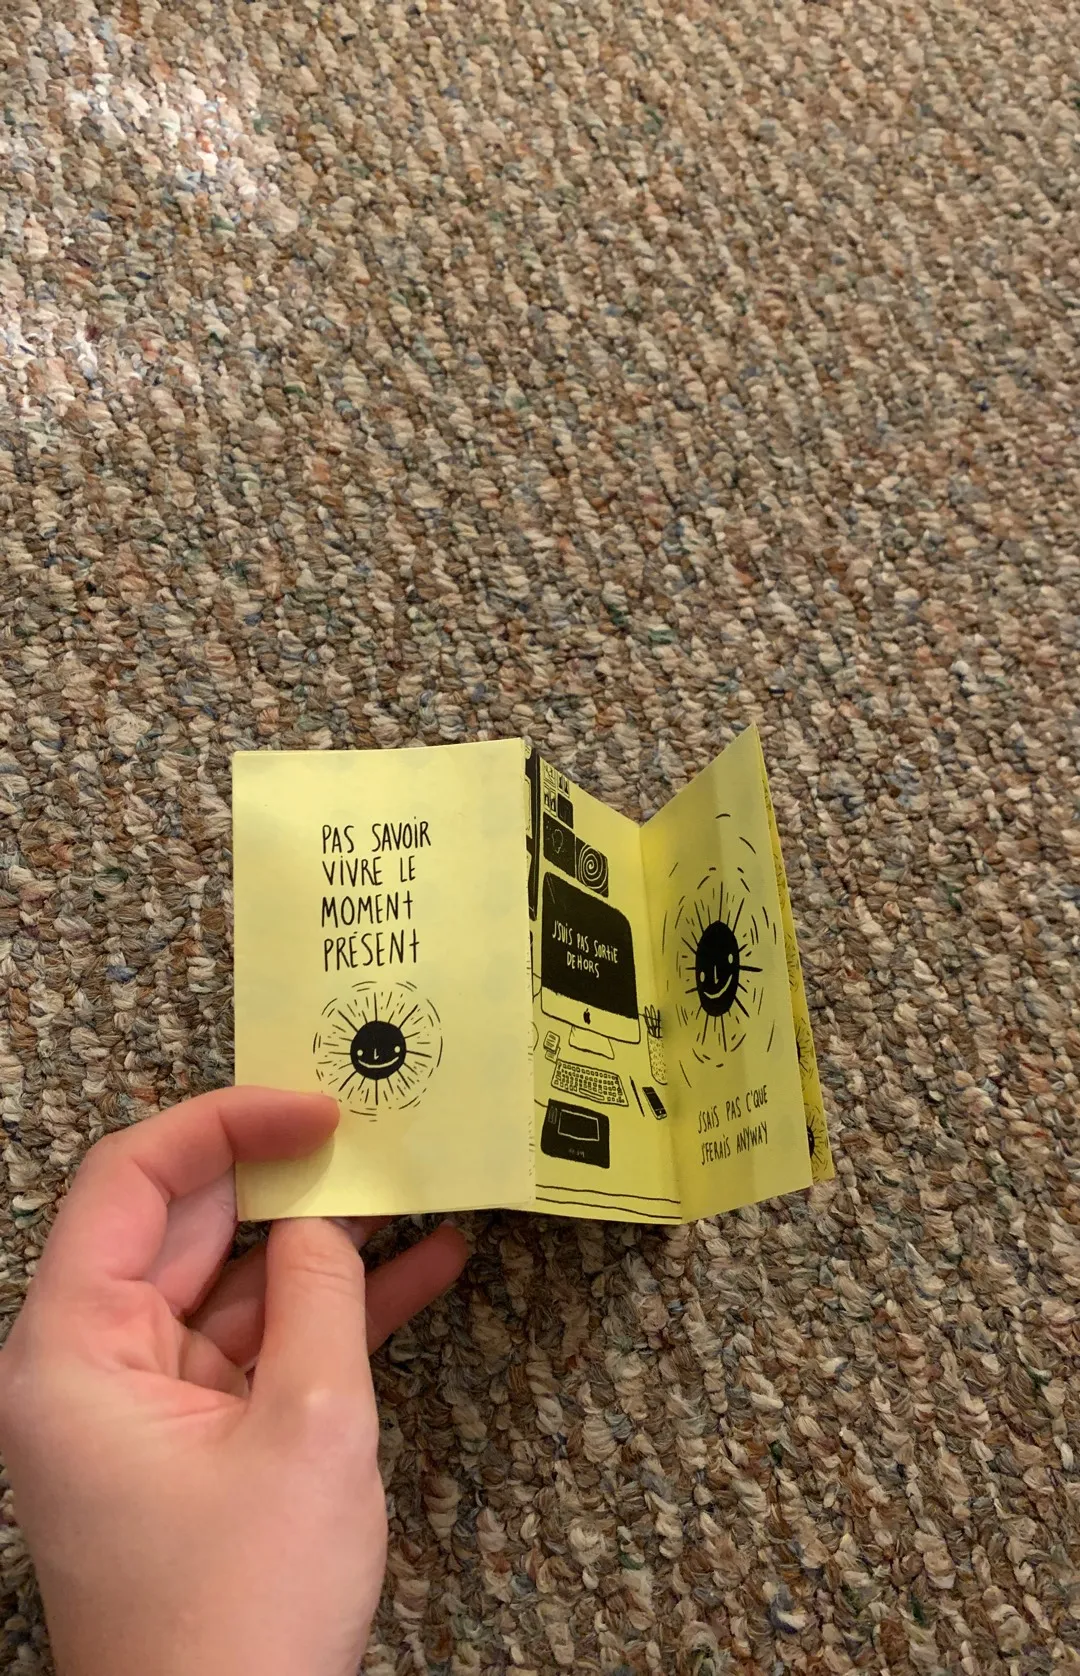 PAS SAVOIR
VIVRE LE
MOMENT
PRÉSENT
J'SUIS PAS SORTIE
DEHORS
J'SAIS PAS C'QUE
J'FERAIS ANYWAY